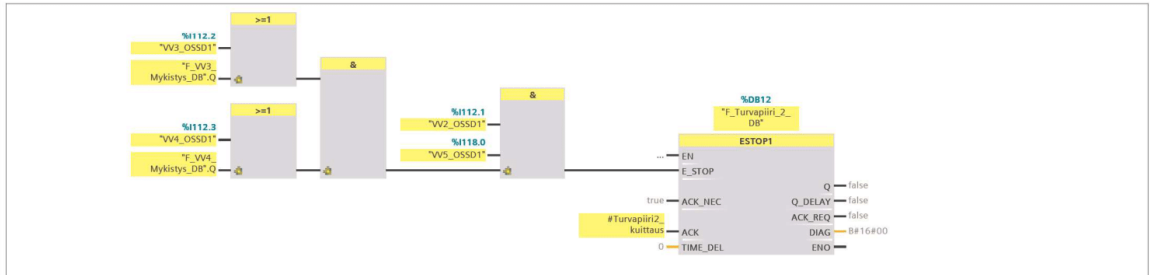 >=1
%I112.2
"VV3_OSSD1"
"F_VV3_
Mykistys_DB".Q
&
>=1
%I112.3
"VV4_OSSD1"
"F_VV4_
Mykistys_DB".Q
&
%I112.1
"VV2_OSSD1"
%I118.0
"VV5_OSSD1"
%DB12
"F_Turvapiiri_2_
DB"
ESTOP1
... EN
E_STOP
Q false
true ACK_NEC Q_DELAY false
ACK_REQ false
#Turvapiiri2_
kuittaus ACK DIAG B#16#00
0 TIME_DEL ENO